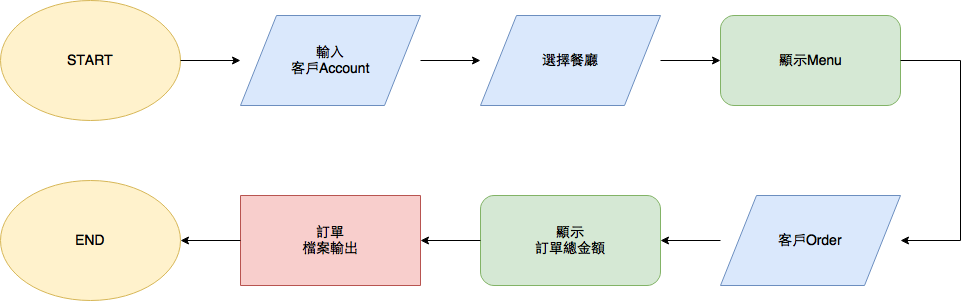 START
輸入
客戶Account
選擇餐廳
顯示Menu
客戶Order
顯示
訂單總金額
訂單
檔案輸出
END